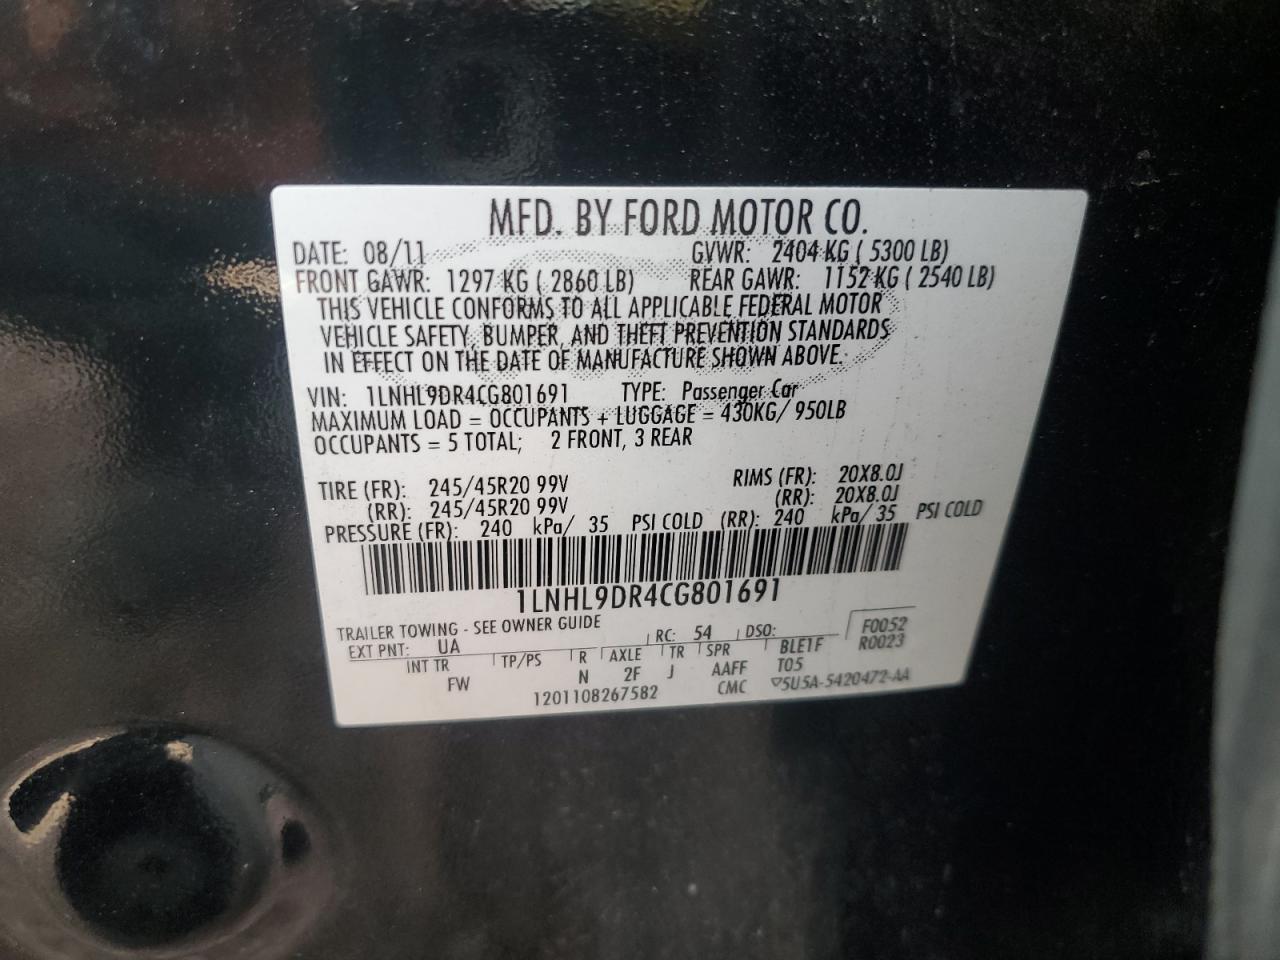 MFD. BY FORD MOTOR CO.
DATE: 08/11 GVWR: 2404 KG ( 5300 LB)
FRONT GAWR: 1297 KG ( 2860 LB) REAR GAWR: 1152 KG ( 2540 LB)
THIS VEHICLE CONFORMS TO ALL APPLICABLE FEDERAL MOTOR
VEHICLE SAFETY, BUMPER, AND THEFT PREVENTION STANDARDS
IN EFFECT ON THE DATE OF MANUFACTURE SHOWN ABOVE.
VIN: 1LNHL9DR4CG801691 TYPE: Passenger Car
MAXIMUM LOAD = OCCUPANTS + LUGGAGE = 430KG/ 950LB
OCCUPANTS = 5 TOTAL; 2 FRONT, 3 REAR
TIRE (FR): 245/45R20 99V RIMS (FR): 20X8.0J
(RR): 245/45R20 99V (RR): 20X8.0J
PRESSURE (FR): 240 kPa/ 35 PSI COLD (RR): 240 kPa/ 35 PSI COLD
1LNHL9DR4CG801691
TRAILER TOWING - SEE OWNER GUIDE F0052
EXT PNT: UA RC: 54 DSO: R0023
INT TR TP/PS R AXLE TR SPR BLE1F
FW N 2F J AAFF T05
1201108267582 CMC ▽5U5A-5420472-AA